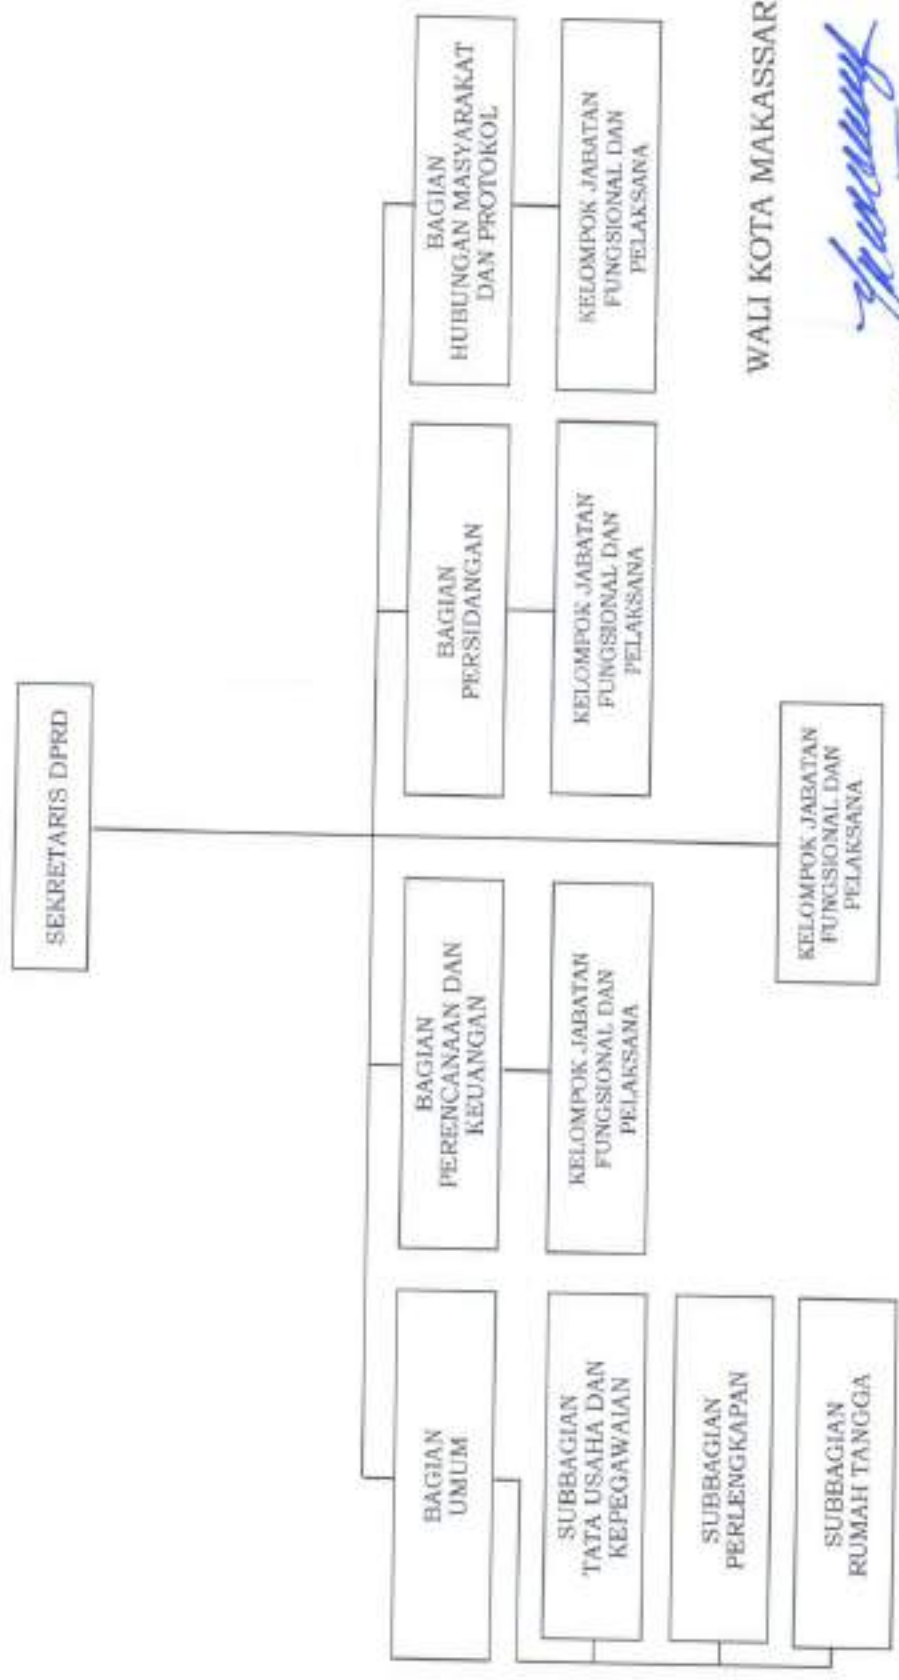 SEKRETARIS DPRD
BAGIAN
UMUM
BAGIAN
PERENCANAAN DAN
KEUANGAN
BAGIAN
PERSIDANGAN
BAGIAN
HUBUNGAN MASYARAKAT
DAN PROTOKOL
SUBBAGIAN
TATA USAHA DAN
KEPEGAWAIAN
KELOMPOK JABATAN
FUNGSIONAL DAN
PELAKSANA
KELOMPOK JABATAN
FUNGSIONAL DAN
PELAKSANA
KELOMPOK JABATAN
FUNGSIONAL DAN
PELAKSANA
SUBBAGIAN
PERLENGKAPAN
SUBBAGIAN
RUMAH TANGGA
KELOMPOK JABATAN
FUNGSIONAL DAN
PELAKSANA
WALI KOTA MAKASSAR